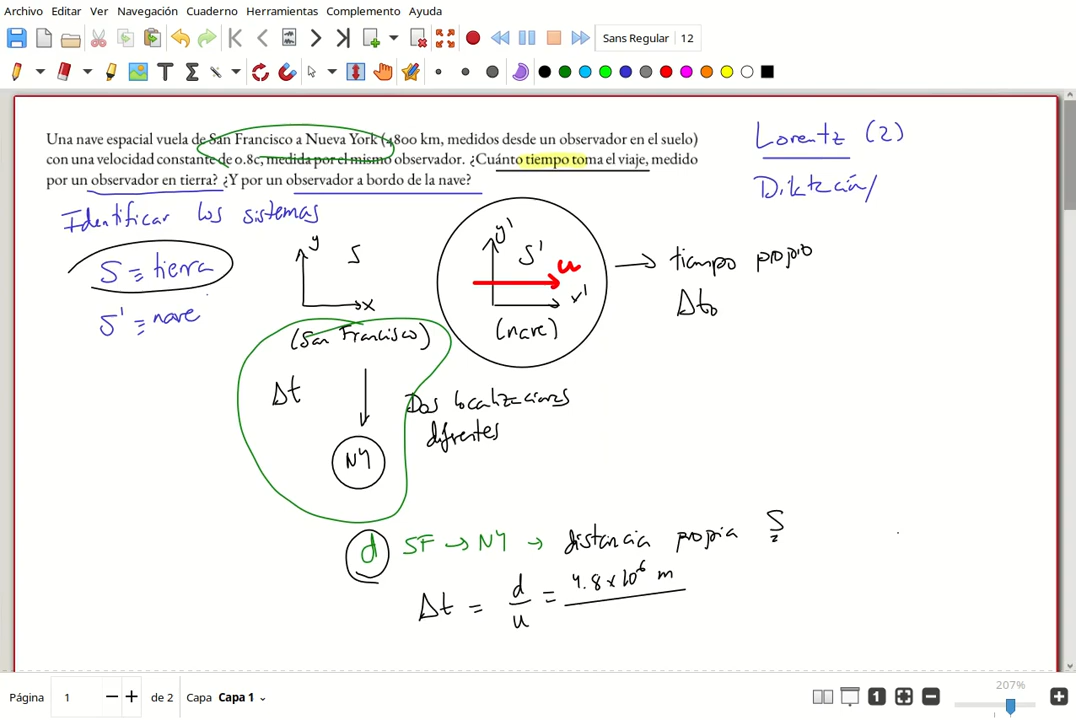 Archivo Editar Ver Navegación Cuaderno Herramientas Complemento Ayuda
Sans Regular 12
Una nave espacial vuela de San Francisco a Nueva York (4800 km, medidos desde un observador en el suelo)
con una velocidad constante de 0.8c, medida por el mismo observador. ¿Cuánto tiempo toma el viaje, medido
por un observador en tierra? ¿Y por un observador a bordo de la nave?
Lorentz (2)
Dilatación/
Identificar los sistemas
S ≡ tierra
S' ≡ nave
y S
x
(San Francisco)
y' S' u
x'
(nave)
→ tiempo propio
Δt₀
Δt
Dos localizaciones
difrentes
NY
d SF → NY → distancia propia S
Δt = d/u = 4.8 x 10⁶ m
Página 1 de 2 Capa Capa 1
207%